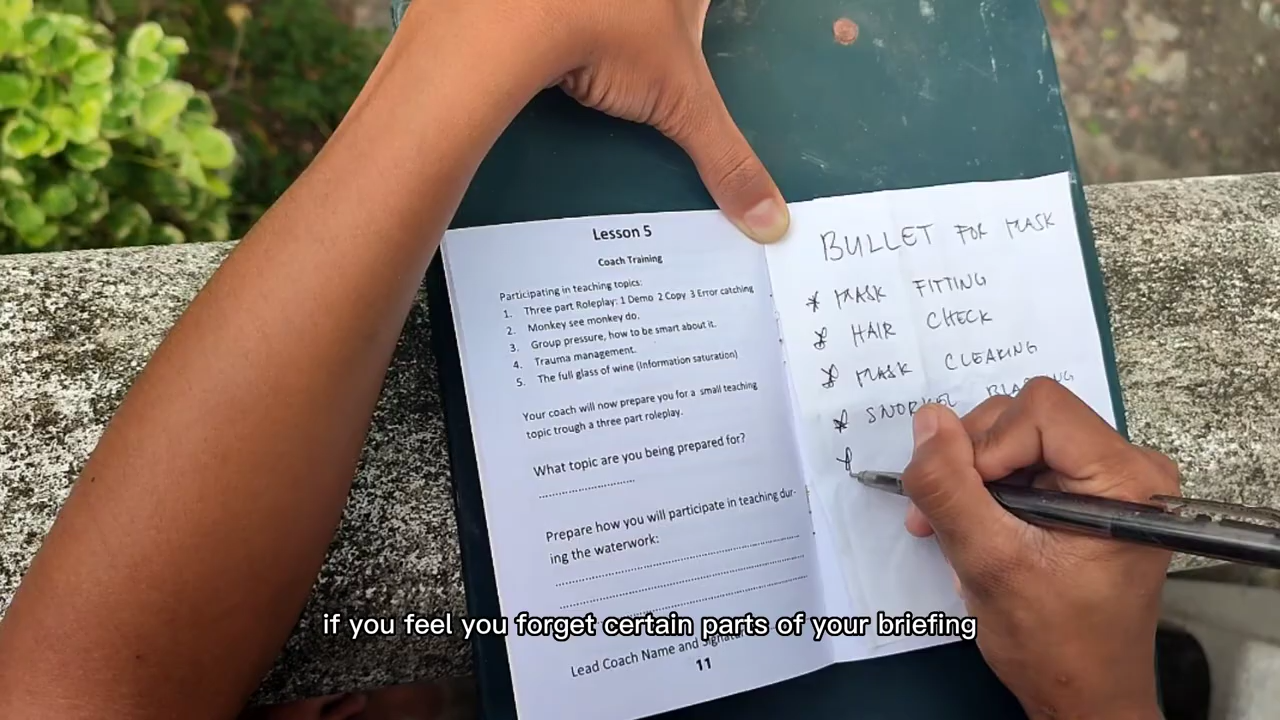 Lesson 5
Coach Training
Participating in teaching topics:
1. Three part Roleplay: 1 Demo 2 Copy 3 Error catching
2. Monkey see monkey do.
3. Group pressure, how to be smart about it.
4. Trauma management.
5. The full glass of wine (Information saturation)
Your coach will now prepare you for a small teaching
topic trough a three part roleplay.
What topic are you being prepared for?
Prepare how you will participate in teaching dur-
ing the waterwork:
Lead Coach Name and Signatu
11
BULLET FOR MASK
* MASK FITTING
* HAIR CHECK
* MASK CLEAKING
* SNORKEL
if you feel you forget certain parts of your briefing